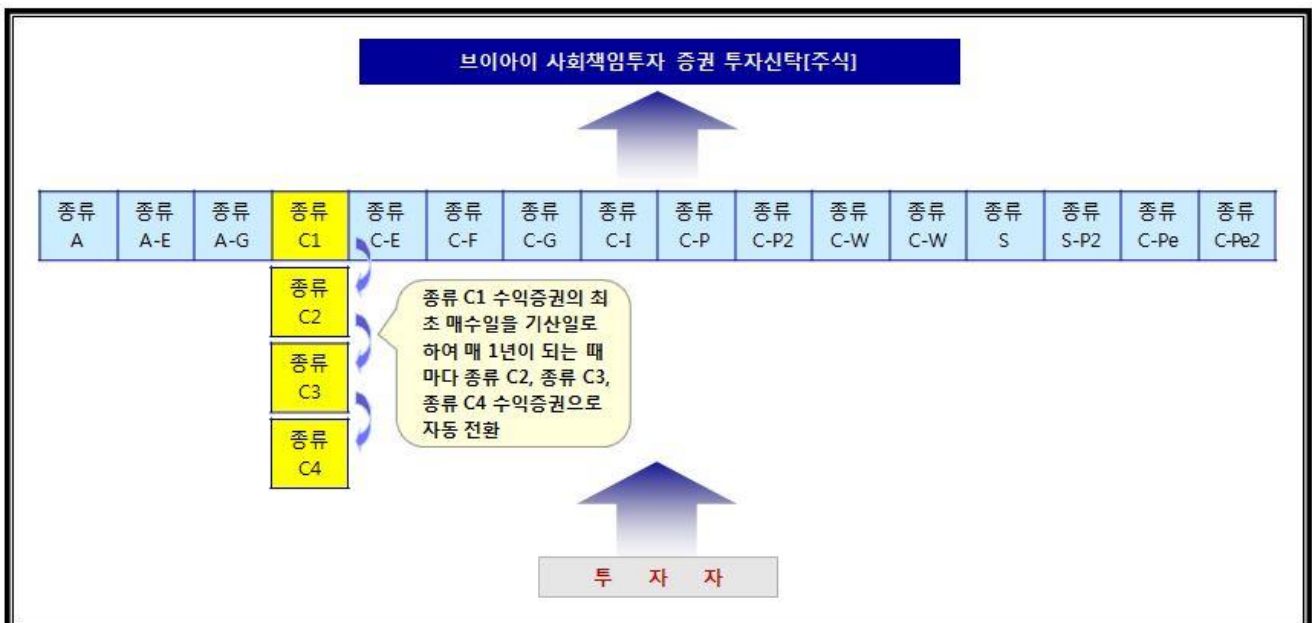 브이아이 사회책임투자 증권 투자신탁[주식]
종류 종류 종류 종류 종류 종류 종류 종류 종류 종류 종류 종류 종류 종류 종류 종류
A A-E A-G C1 C-E C-F C-G C-I C-P C-P2 C-W C-W S S-P2 C-Pe C-Pe2
종류
C2
종류
C3
종류
C4
종류 C1 수익증권의 최
초 매수일을 기산일로
하여 매 1년이 되는 때
마다 종류 C2, 종류 C3,
종류 C4 수익증권으로
자동 전환
투 자 자